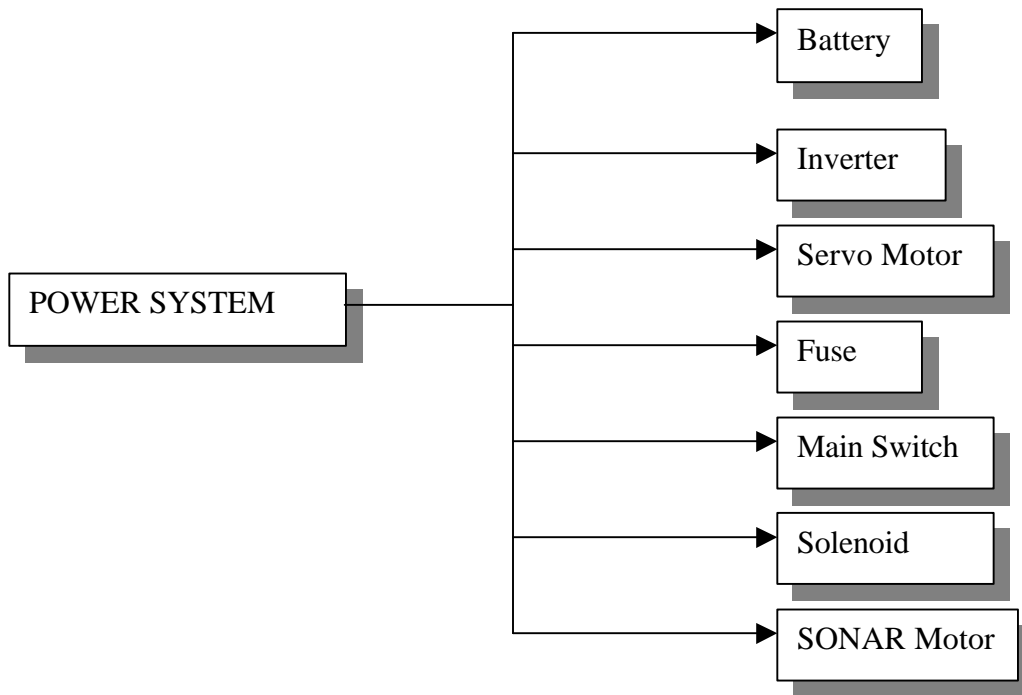 Battery
Inverter
Servo Motor
POWER SYSTEM
Fuse
Main Switch
Solenoid
SONAR Motor